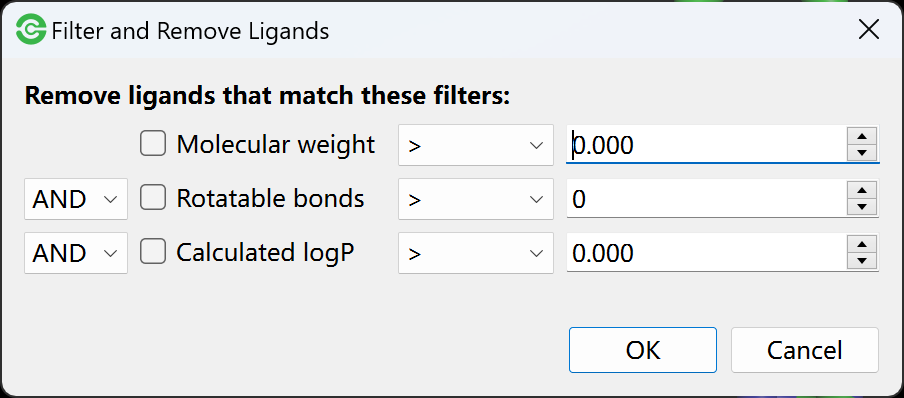 Filter and Remove Ligands
Remove ligands that match these filters:
Molecular weight > 0.000
AND Rotatable bonds > 0
AND Calculated logP > 0.000
OK Cancel